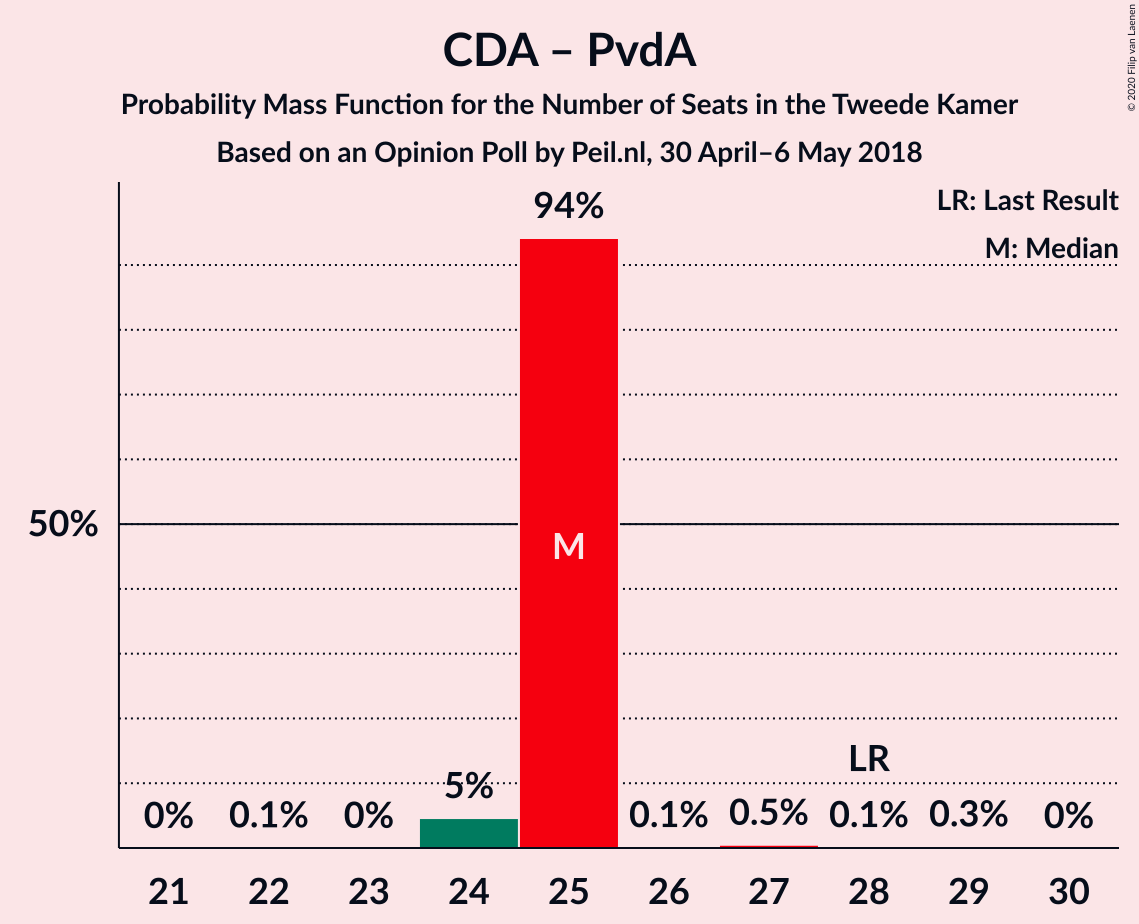 CDA – PvdA
Probability Mass Function for the Number of Seats in the Tweede Kamer
Based on an Opinion Poll by Peil.nl, 30 April–6 May 2018
© 2020 Filip van Laenen
LR: Last Result
M: Median
94%
50%
M
LR
0% 0.1% 0% 5% 0.1% 0.5% 0.1% 0.3% 0%
21 22 23 24 25 26 27 28 29 30